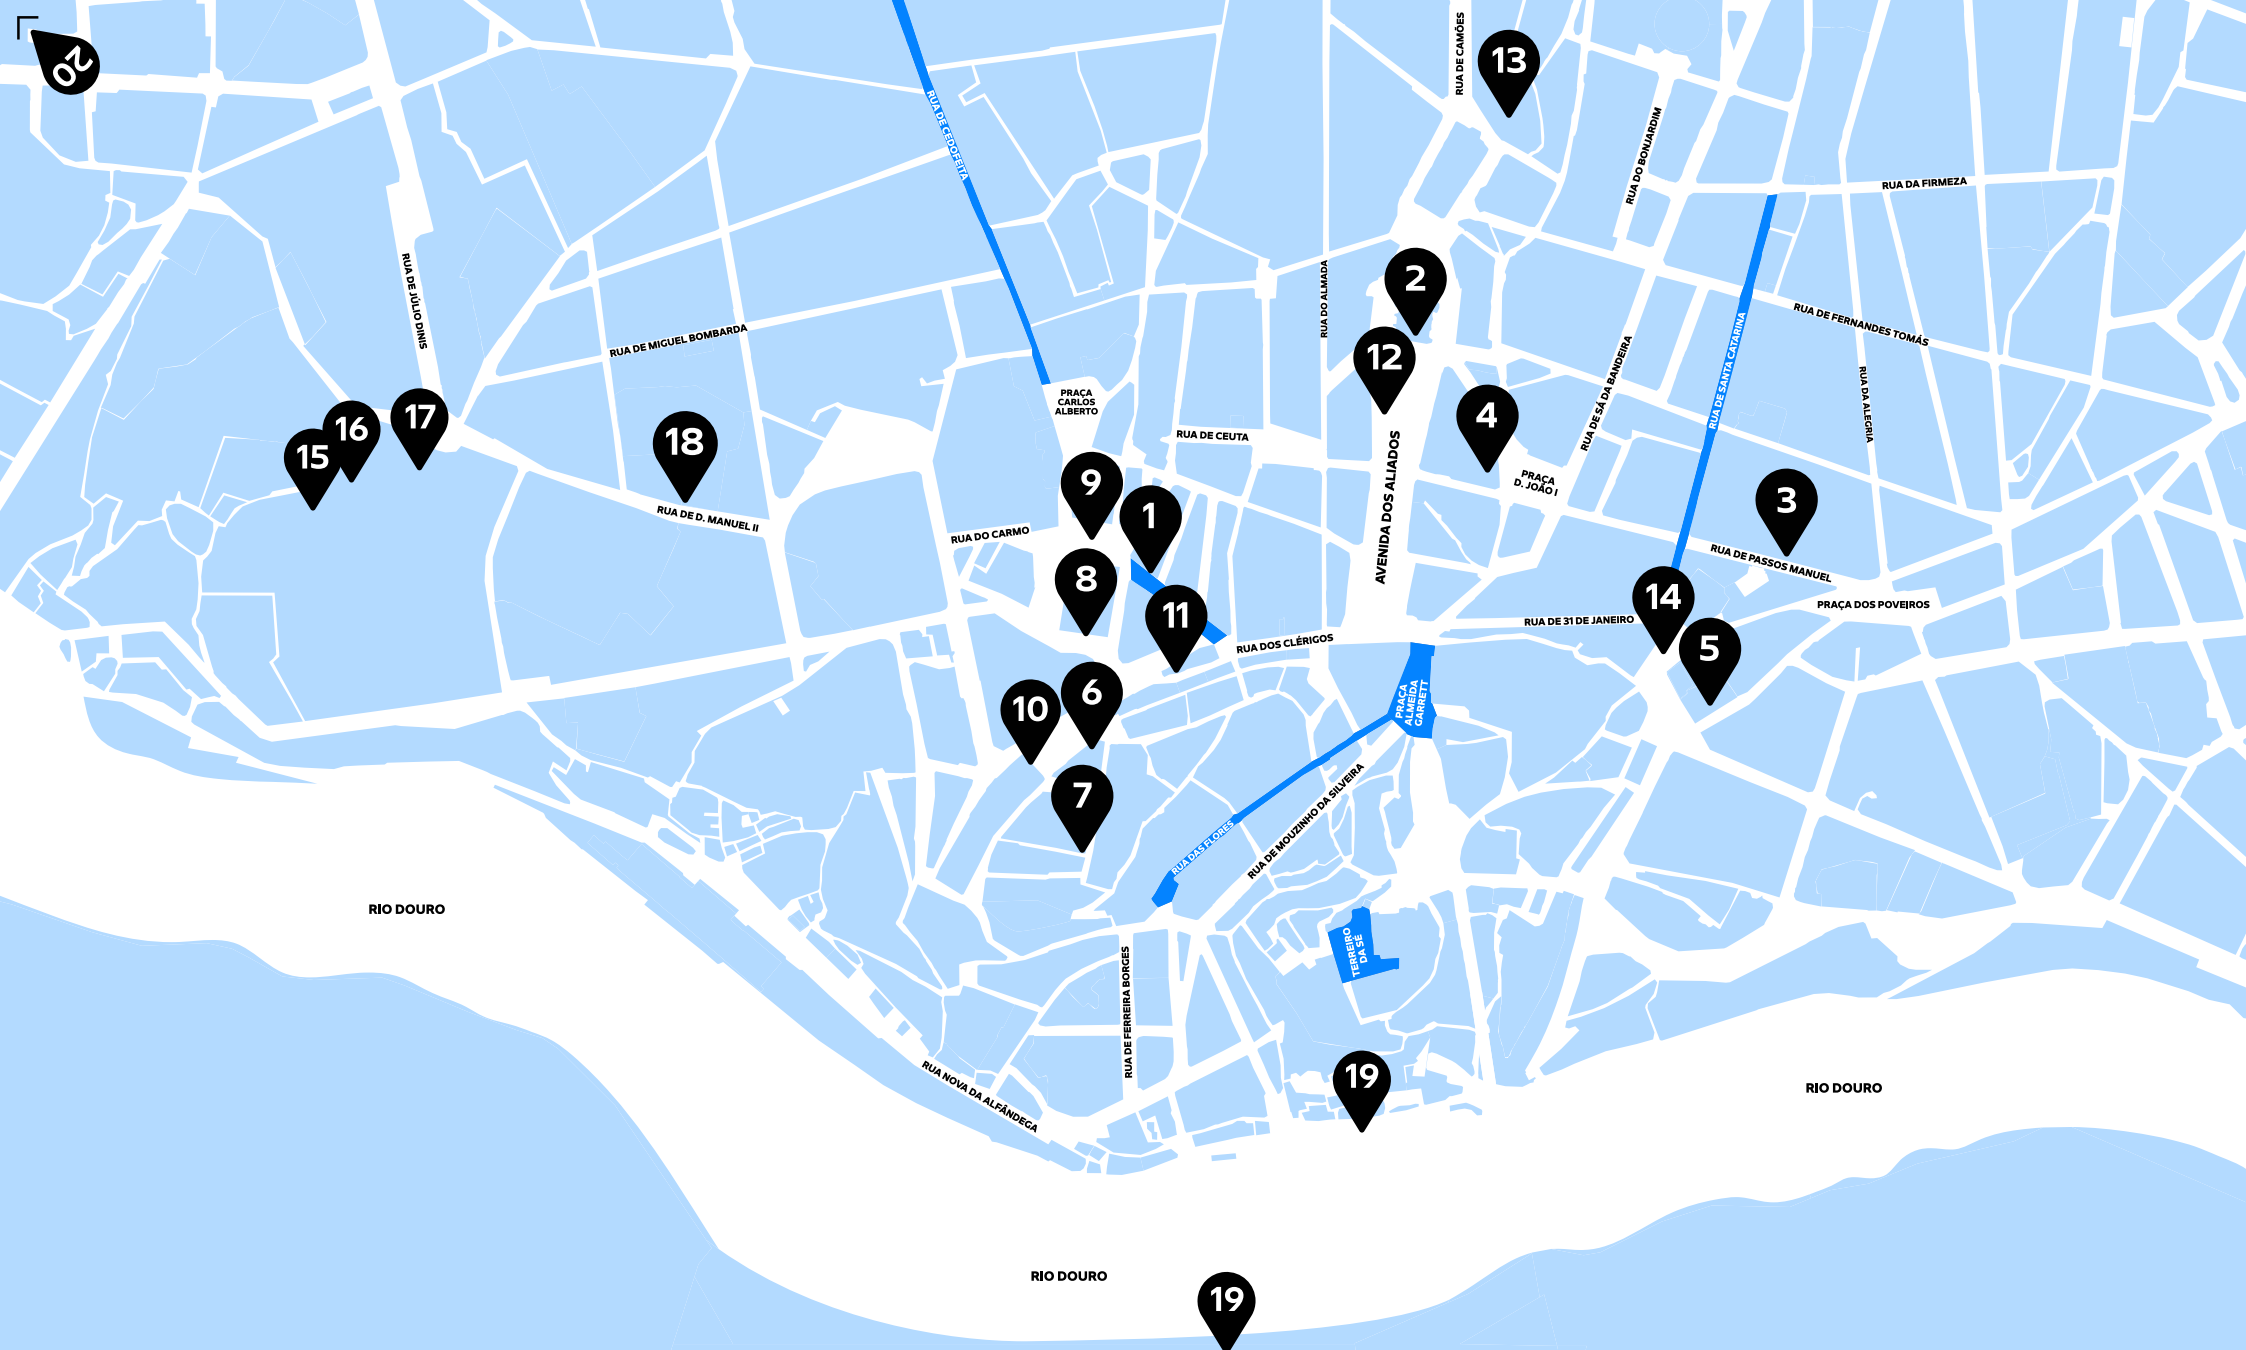 20
RUA DE CEDOFEITA
RUA DE CAMÕES
13
RUA DO BONJARDIM
RUA DA FIRMEZA
RUA DE JÚLIO DINIS
RUA DO ALMADA
2
RUA DE MIGUEL BOMBARDA
12
RUA DE SÁ DA BANDEIRA
RUA DE SANTA CATARINA
RUA DE FERNANDES TOMÁS
RUA DA ALEGRIA
PRAÇA
CARLOS
ALBERTO
15
16
17
18
RUA DE CEUTA
4
AVENIDA DOS ALIADOS
PRAÇA
D. JOÃO I
9
1
3
RUA DE D. MANUEL II
RUA DO CARMO
8
11
RUA DE PASSOS MANUEL
14
PRAÇA DOS POVEIROS
RUA DE 31 DE JANEIRO
RUA DOS CLÉRIGOS
5
10
6
PRAÇA
ALMEIDA
GARRETT
7
RUA DAS FLORES
RUA DE MOUZINHO DA SILVEIRA
RIO DOURO
TERREIRO
DA SÉ
RUA DE FERREIRA BORGES
RUA NOVA DA ALFÂNDEGA
19
RIO DOURO
RIO DOURO
19